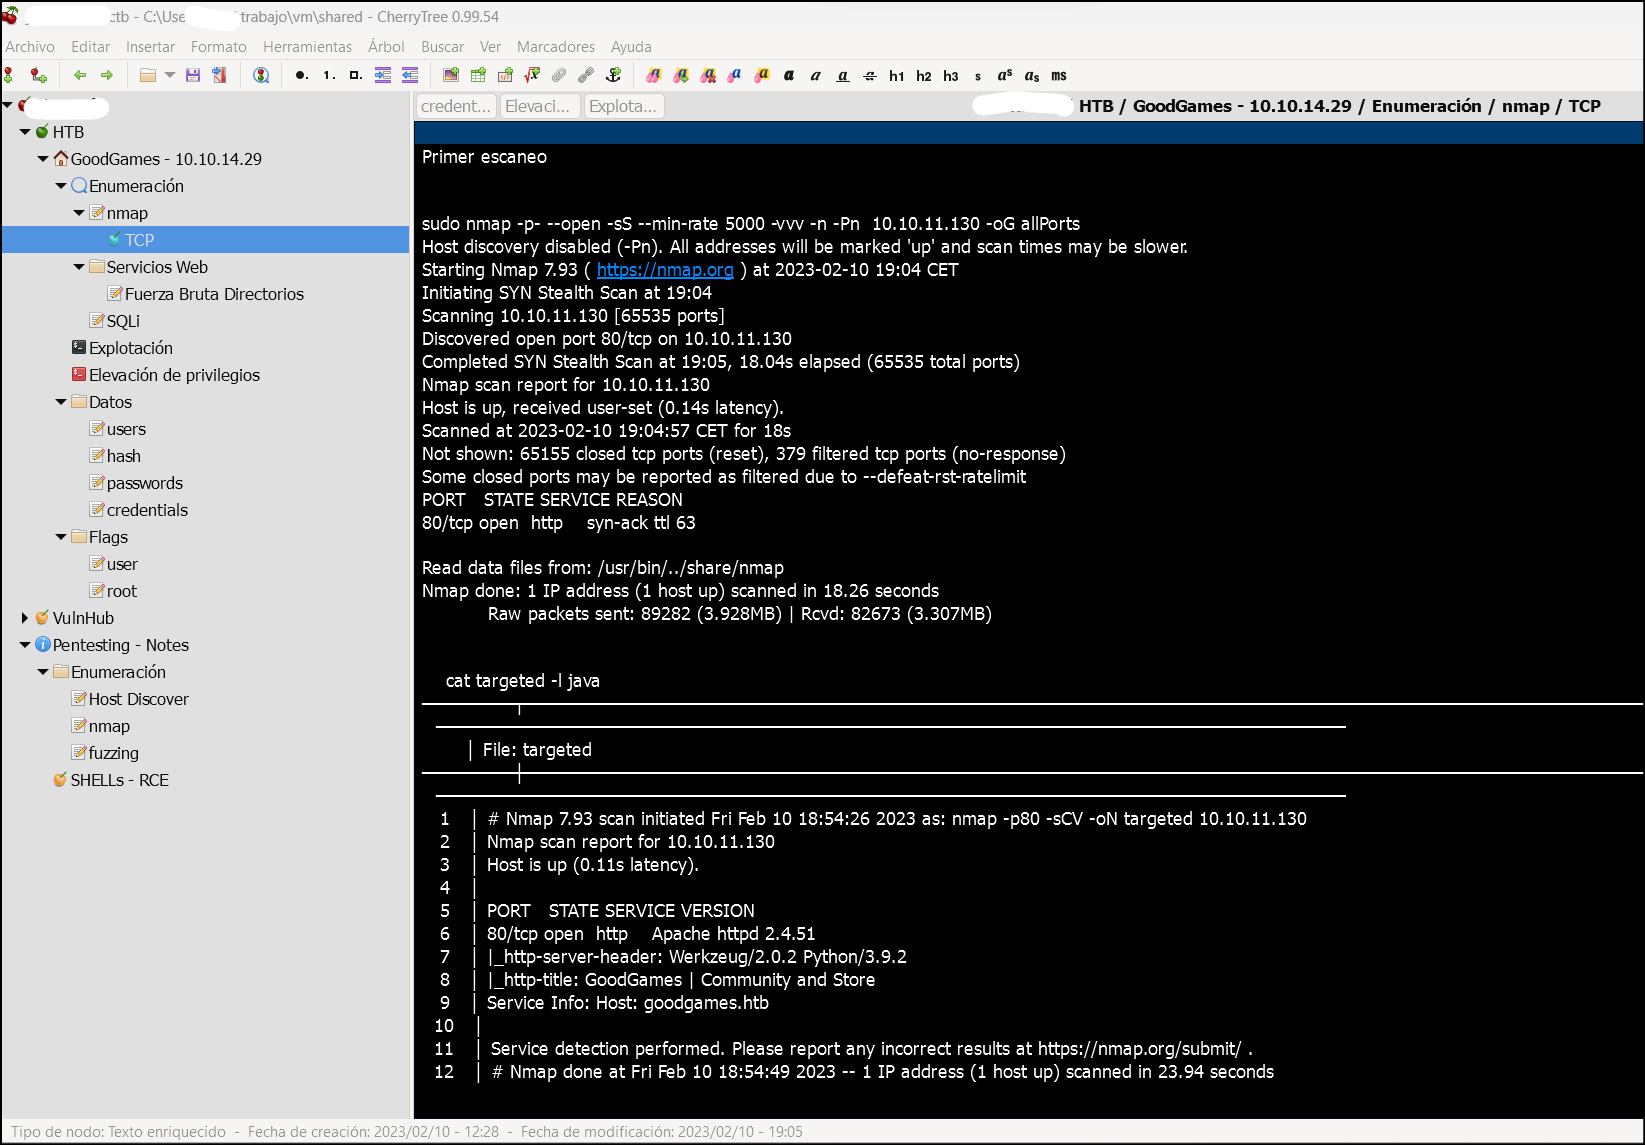 ctb - C:\Use trabajo\vm\shared - CherryTree 0.99.54
Archivo Editar Insertar Formato Herramientas Árbol Buscar Ver Marcadores Ayuda
1. h1 h2 h3 s a^s a_s ms
HTB
GoodGames - 10.10.14.29
Enumeración
nmap
TCP
Servicios Web
Fuerza Bruta Directorios
SQLi
Explotación
Elevación de privilegios
Datos
users
hash
passwords
credentials
Flags
user
root
VulnHub
Pentesting - Notes
Enumeración
Host Discover
nmap
fuzzing
SHELLs - RCE
credent... Elevaci... Explota... HTB / GoodGames - 10.10.14.29 / Enumeración / nmap / TCP
Primer escaneo
sudo nmap -p- --open -sS --min-rate 5000 -vvv -n -Pn 10.10.11.130 -oG allPorts
Host discovery disabled (-Pn). All addresses will be marked 'up' and scan times may be slower.
Starting Nmap 7.93 ( https://nmap.org ) at 2023-02-10 19:04 CET
Initiating SYN Stealth Scan at 19:04
Scanning 10.10.11.130 [65535 ports]
Discovered open port 80/tcp on 10.10.11.130
Completed SYN Stealth Scan at 19:05, 18.04s elapsed (65535 total ports)
Nmap scan report for 10.10.11.130
Host is up, received user-set (0.14s latency).
Scanned at 2023-02-10 19:04:57 CET for 18s
Not shown: 65155 closed tcp ports (reset), 379 filtered tcp ports (no-response)
Some closed ports may be reported as filtered due to --defeat-rst-ratelimit
PORT STATE SERVICE REASON
80/tcp open http syn-ack ttl 63
Read data files from: /usr/bin/../share/nmap
Nmap done: 1 IP address (1 host up) scanned in 18.26 seconds
Raw packets sent: 89282 (3.928MB) | Rcvd: 82673 (3.307MB)
cat targeted -l java
│ File: targeted
1 │ # Nmap 7.93 scan initiated Fri Feb 10 18:54:26 2023 as: nmap -p80 -sCV -oN targeted 10.10.11.130
2 │ Nmap scan report for 10.10.11.130
3 │ Host is up (0.11s latency).
4 │
5 │ PORT STATE SERVICE VERSION
6 │ 80/tcp open http Apache httpd 2.4.51
7 │ |_http-server-header: Werkzeug/2.0.2 Python/3.9.2
8 │ |_http-title: GoodGames | Community and Store
9 │ Service Info: Host: goodgames.htb
10 │
11 │ Service detection performed. Please report any incorrect results at https://nmap.org/submit/ .
12 │ # Nmap done at Fri Feb 10 18:54:49 2023 -- 1 IP address (1 host up) scanned in 23.94 seconds
Tipo de nodo: Texto enriquecido - Fecha de creación: 2023/02/10 - 12:28 - Fecha de modificación: 2023/02/10 - 19:05